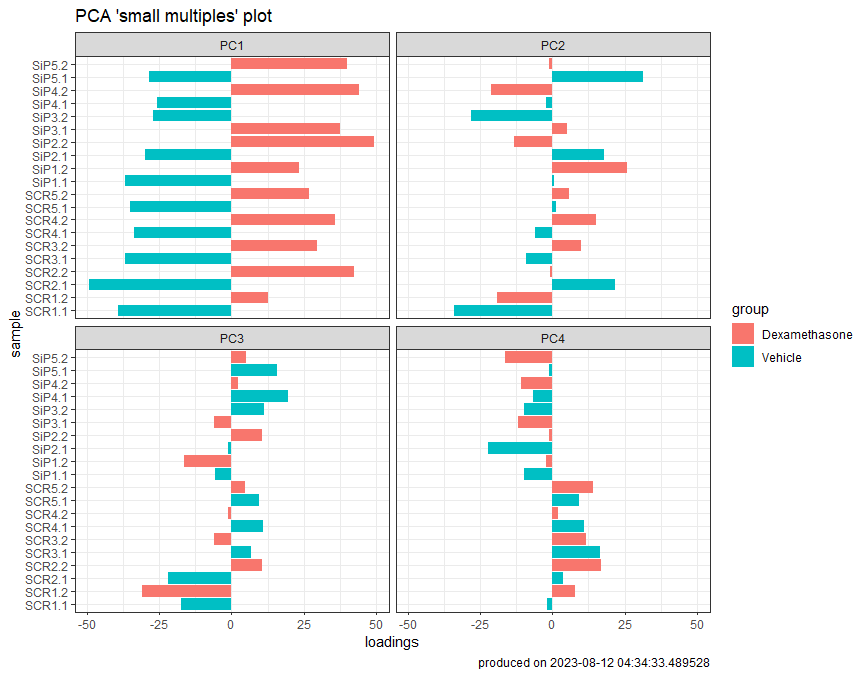 PCA 'small multiples' plot
PC1
PC2
SiP5.2
SiP5.1
SiP4.2
SiP4.1
SiP3.2
SiP3.1
SiP2.2
SiP2.1
SiP1.2
SiP1.1
SCR5.2
SCR5.1
SCR4.2
SCR4.1
SCR3.2
SCR3.1
SCR2.2
SCR2.1
SCR1.2
SCR1.1
sample
PC3
PC4
SiP5.2
SiP5.1
SiP4.2
SiP4.1
SiP3.2
SiP3.1
SiP2.2
SiP2.1
SiP1.2
SiP1.1
SCR5.2
SCR5.1
SCR4.2
SCR4.1
SCR3.2
SCR3.1
SCR2.2
SCR2.1
SCR1.2
SCR1.1
-50 -25 0 25 50 -50 -25 0 25 50
loadings
group
Dexamethasone
Vehicle
produced on 2023-08-12 04:34:33.489528